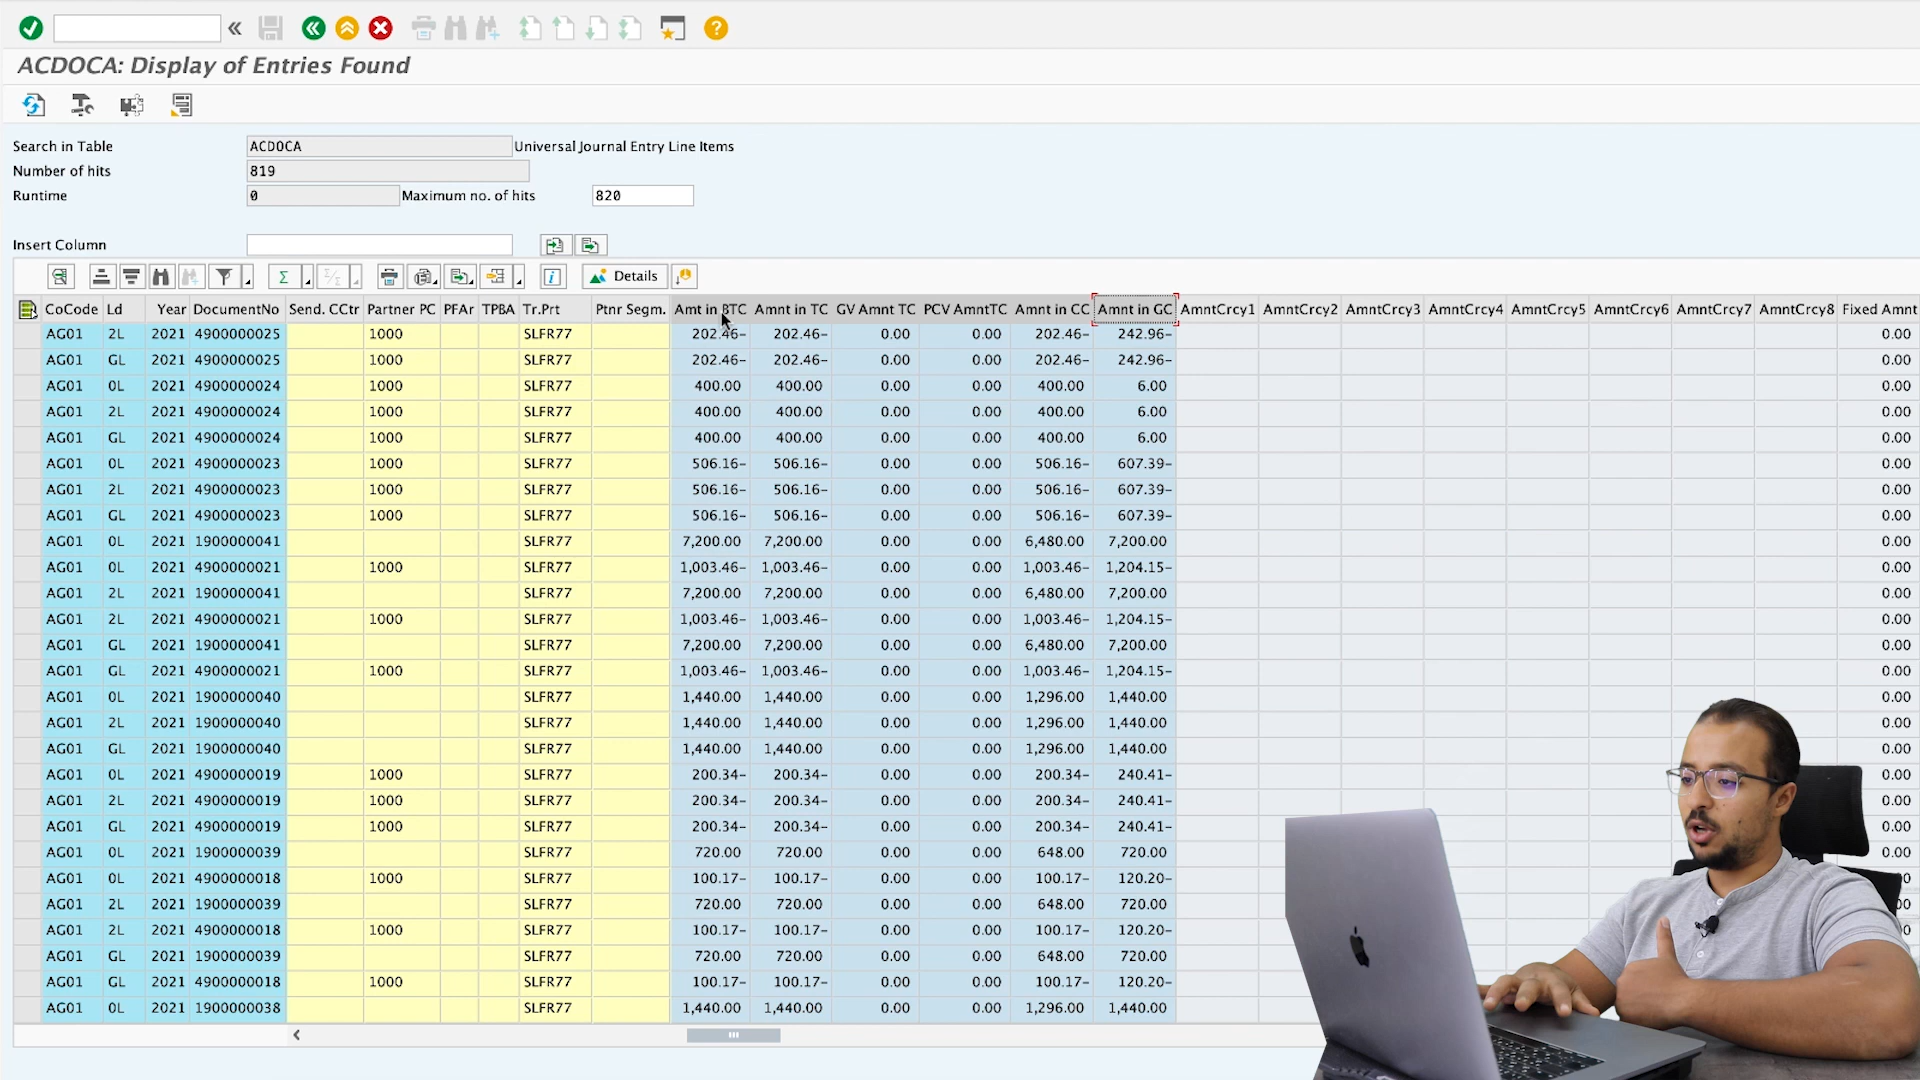 ACDOCA: Display of Entries Found
Search in Table ACDOCA Universal Journal Entry Line Items
Number of hits 819
Runtime 0 Maximum no. of hits 820
Insert Column
Details
CoCode Ld Year DocumentNo Send. CCtr Partner PC PFAr TPBA Tr.Prt Ptnr Segm. Amt in BTC Amnt in TC GV Amnt TC PCV AmntTC Amnt in CC Amnt in GC AmntCrcy1 AmntCrcy2 AmntCrcy3 AmntCrcy4 AmntCrcy5 AmntCrcy6 AmntCrcy7 AmntCrcy8 Fixed Amnt
AG01 2L 2021 4900000025 1000 SLFR77 202.46- 202.46- 0.00 0.00 202.46- 242.96- 0.00
AG01 GL 2021 4900000025 1000 SLFR77 202.46- 202.46- 0.00 0.00 202.46- 242.96- 0.00
AG01 0L 2021 4900000024 1000 SLFR77 400.00 400.00 0.00 0.00 400.00 6.00 0.00
AG01 2L 2021 4900000024 1000 SLFR77 400.00 400.00 0.00 0.00 400.00 6.00 0.00
AG01 GL 2021 4900000024 1000 SLFR77 400.00 400.00 0.00 0.00 400.00 6.00 0.00
AG01 0L 2021 4900000023 1000 SLFR77 506.16- 506.16- 0.00 0.00 506.16- 607.39- 0.00
AG01 2L 2021 4900000023 1000 SLFR77 506.16- 506.16- 0.00 0.00 506.16- 607.39- 0.00
AG01 GL 2021 4900000023 1000 SLFR77 506.16- 506.16- 0.00 0.00 506.16- 607.39- 0.00
AG01 0L 2021 1900000041 SLFR77 7,200.00 7,200.00 0.00 0.00 6,480.00 7,200.00 0.00
AG01 0L 2021 4900000021 1000 SLFR77 1,003.46- 1,003.46- 0.00 0.00 1,003.46- 1,204.15- 0.00
AG01 2L 2021 1900000041 SLFR77 7,200.00 7,200.00 0.00 0.00 6,480.00 7,200.00 0.00
AG01 2L 2021 4900000021 1000 SLFR77 1,003.46- 1,003.46- 0.00 0.00 1,003.46- 1,204.15- 0.00
AG01 GL 2021 1900000041 SLFR77 7,200.00 7,200.00 0.00 0.00 6,480.00 7,200.00 0.00
AG01 GL 2021 4900000021 1000 SLFR77 1,003.46- 1,003.46- 0.00 0.00 1,003.46- 1,204.15- 0.00
AG01 0L 2021 1900000040 SLFR77 1,440.00 1,440.00 0.00 0.00 1,296.00 1,440.00 0.00
AG01 2L 2021 1900000040 SLFR77 1,440.00 1,440.00 0.00 0.00 1,296.00 1,440.00 0.00
AG01 GL 2021 1900000040 SLFR77 1,440.00 1,440.00 0.00 0.00 1,296.00 1,440.00 0.00
AG01 0L 2021 4900000019 1000 SLFR77 200.34- 200.34- 0.00 0.00 200.34- 240.41- 0.00
AG01 2L 2021 4900000019 1000 SLFR77 200.34- 200.34- 0.00 0.00 200.34- 240.41- 0.00
AG01 GL 2021 4900000019 1000 SLFR77 200.34- 200.34- 0.00 0.00 200.34- 240.41- 0.00
AG01 0L 2021 1900000039 SLFR77 720.00 720.00 0.00 0.00 648.00 720.00 0.00
AG01 0L 2021 4900000018 1000 SLFR77 100.17- 100.17- 0.00 0.00 100.17- 120.20-
AG01 2L 2021 1900000039 SLFR77 720.00 720.00 0.00 0.00 648.00 720.00
AG01 2L 2021 4900000018 1000 SLFR77 100.17- 100.17- 0.00 0.00 100.17- 120.20-
AG01 GL 2021 1900000039 SLFR77 720.00 720.00 0.00 0.00 648.00 720.00
AG01 GL 2021 4900000018 1000 SLFR77 100.17- 100.17- 0.00 0.00 100.17- 120.20-
AG01 0L 2021 1900000038 SLFR77 1,440.00 1,440.00 0.00 0.00 1,296.00 1,440.00